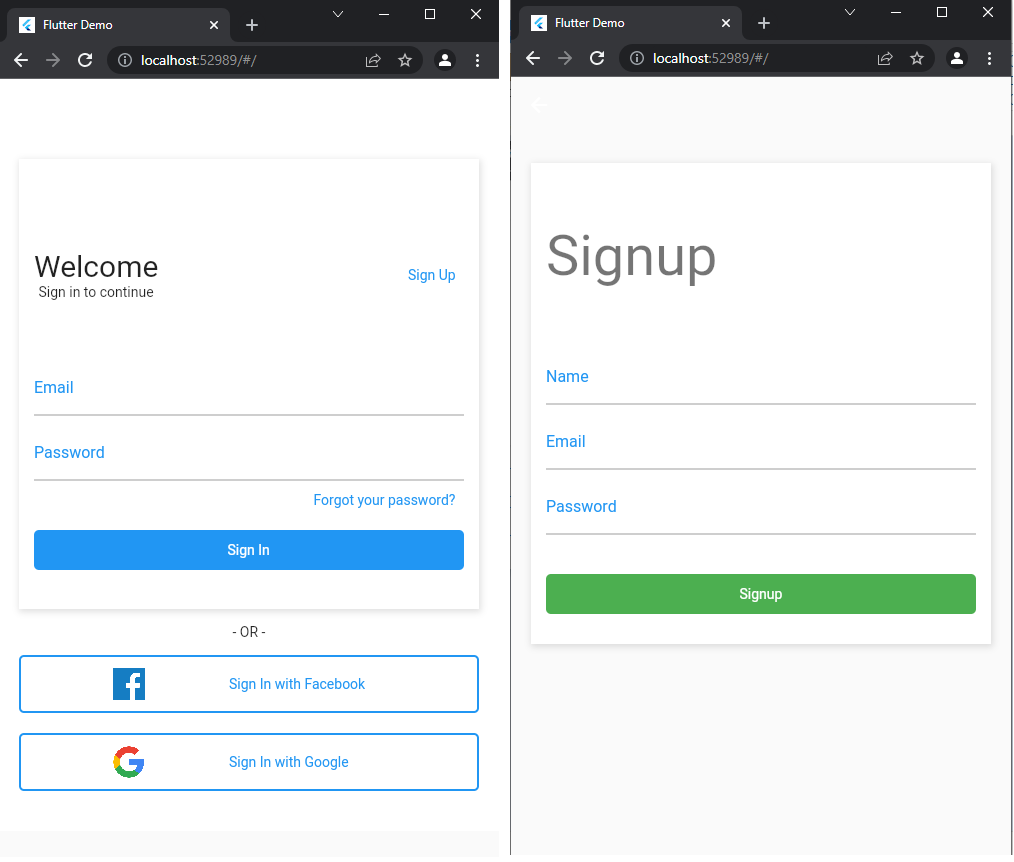 Flutter Demo
localhost:52989/#/
Welcome
Sign in to continue
Sign Up
Email
Password
Forgot your password?
Sign In
- OR -
Sign In with Facebook
Sign In with Google
Flutter Demo
localhost:52989/#/
Signup
Name
Email
Password
Signup